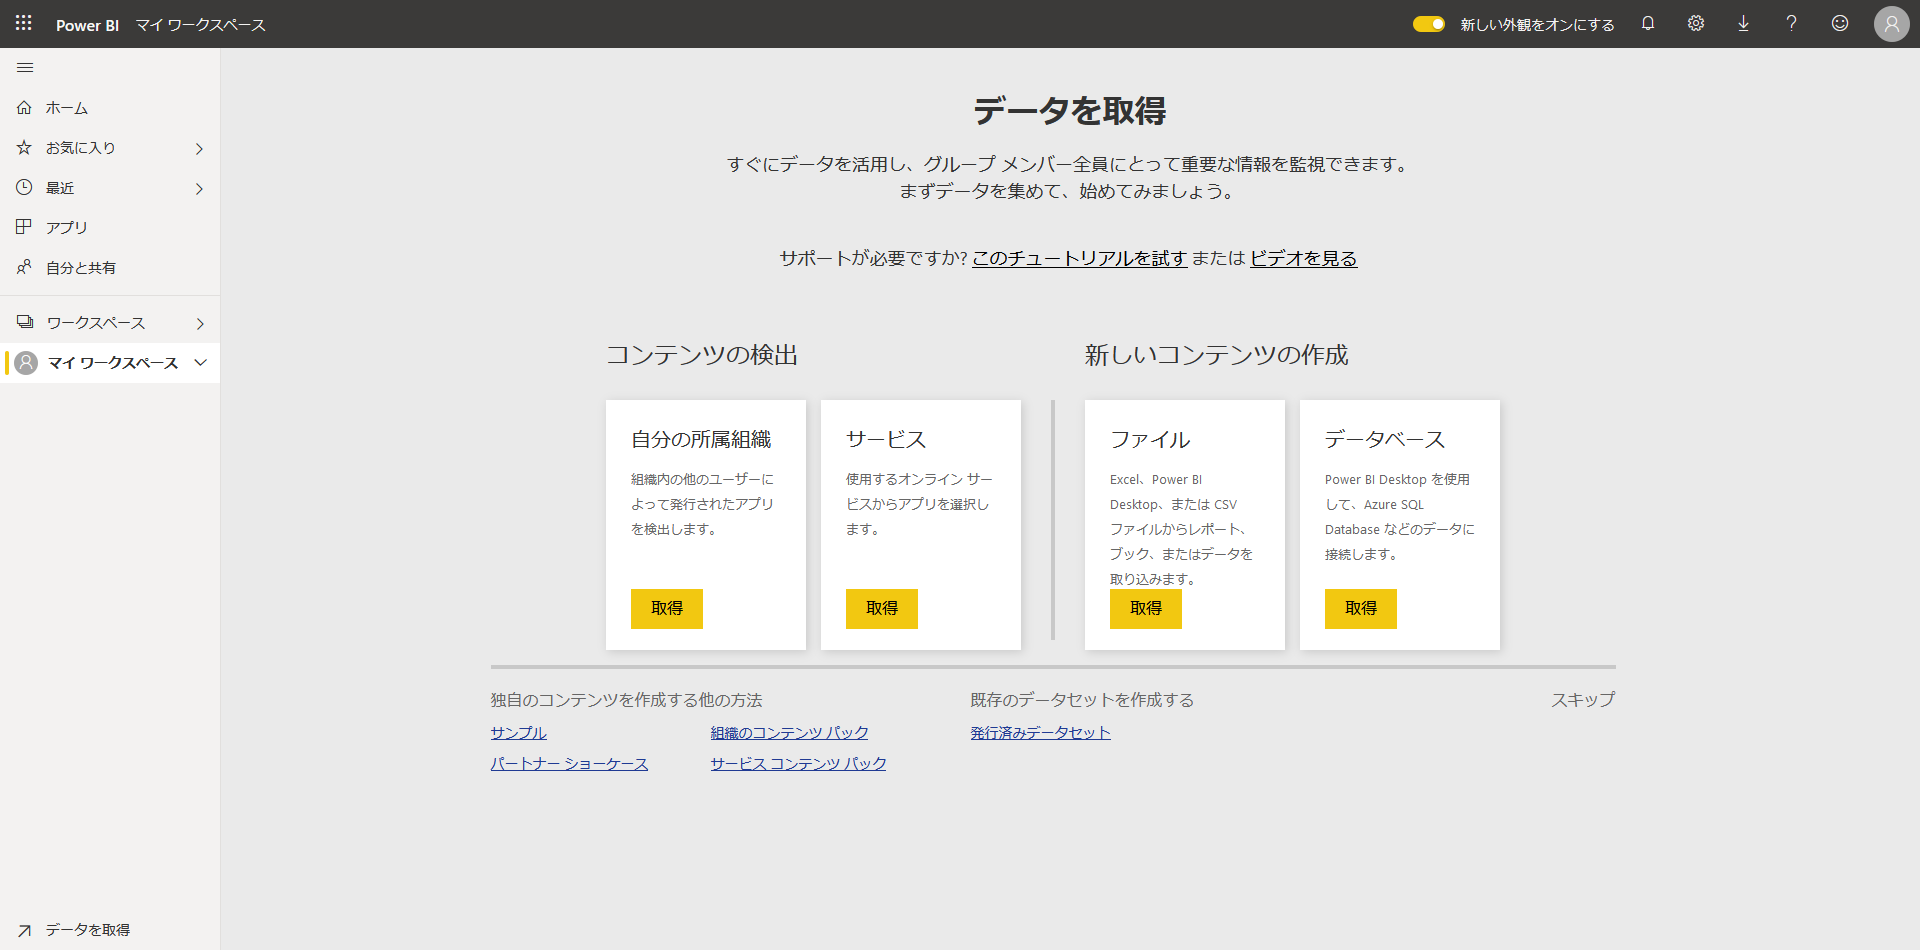 Power BI マイ ワークスペース
新しい外観をオンにする
ホーム
お気に入り
最近
アプリ
自分と共有
ワークスペース
マイ ワークスペース
データを取得
データを取得
すぐにデータを活用し、グループ メンバー全員にとって重要な情報を監視できます。
まずデータを集めて、始めてみましょう。
サポートが必要ですか? このチュートリアルを試す または ビデオを見る
コンテンツの検出
自分の所属組織
組織内の他のユーザーに
よって発行されたアプリ
を検出します。
取得
サービス
使用するオンライン サー
ビスからアプリを選択し
ます。
取得
新しいコンテンツの作成
ファイル
Excel、Power BI
Desktop、または CSV
ファイルからレポート、
ブック、またはデータを
取り込みます。
取得
データベース
Power BI Desktop を使用
して、Azure SQL
Database などのデータに
接続します。
取得
独自のコンテンツを作成する他の方法
サンプル
組織のコンテンツ パック
パートナー ショーケース
サービス コンテンツ パック
既存のデータセットを作成する
発行済みデータセット
スキップ